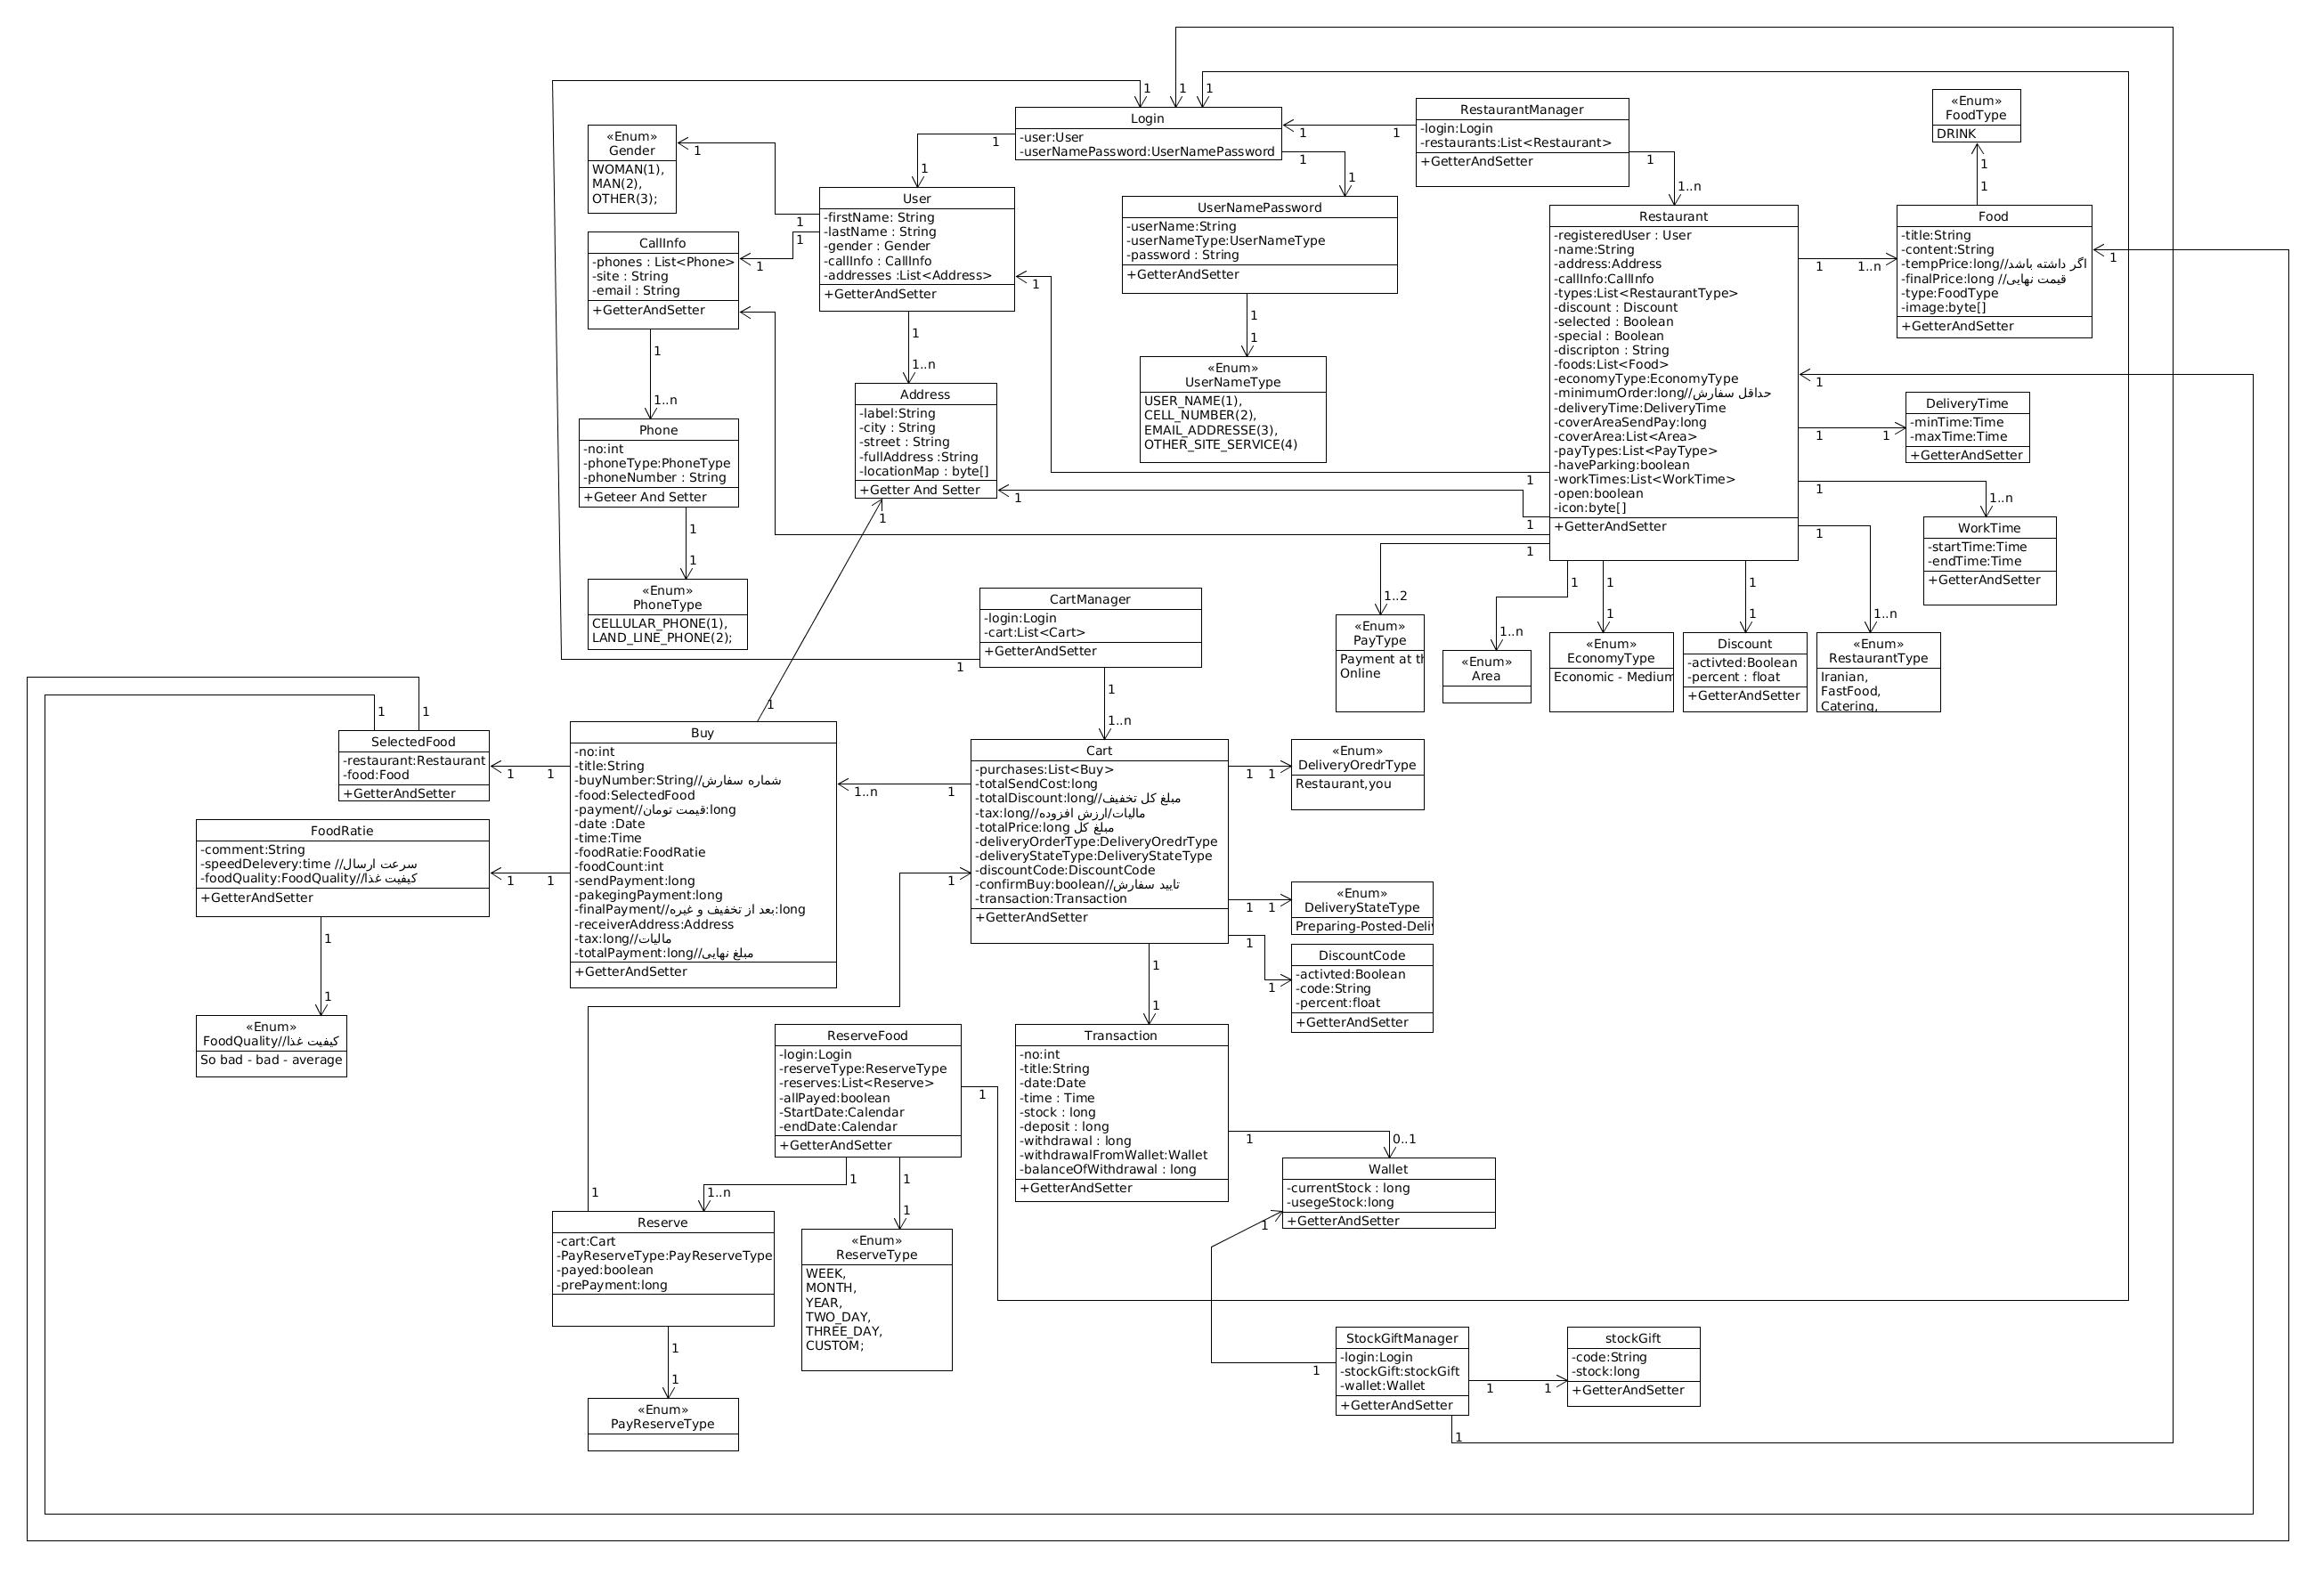 1
1
1
Login
-user:User
-userNamePassword:UserNamePassword
1
1
1
1
1
1
RestaurantManager
-login:Login
-restaurants:List<Restaurant>
+GetterAndSetter
1
1..n
«Enum»
FoodType
DRINK
1
1
«Enum»
Gender
WOMAN(1),
MAN(2),
OTHER(3);
1
1
1
1
User
-firstName: String
-lastName : String
-gender : Gender
-callInfo : CallInfo
-addresses :List<Address>
+GetterAndSetter
1
1
1..n
UserNamePassword
-userName:String
-userNameType:UserNameType
-password : String
+GetterAndSetter
1
1
Restaurant
-registeredUser : User
-name:String
-address:Address
-callInfo:CallInfo
-types:List<RestaurantType>
-discount : Discount
-selected : Boolean
-special : Boolean
-discripton : String
-foods:List<Food>
-economyType:EconomyType
-minimumOrder:long//حداقل سفارش
-deliveryTime:DeliveryTime
-coverAreaSendPay:long
-coverArea:List<Area>
-payTypes:List<PayType>
-haveParking:boolean
-workTimes:List<WorkTime>
-open:boolean
-icon:byte[]
+GetterAndSetter
1
1..n
Food
-title:String
-content:String
-tempPrice:long//اگر داشته باشد
-finalPrice:long //قیمت نهایی
-type:FoodType
-image:byte[]
+GetterAndSetter
1
1
CallInfo
-phones : List<Phone>
-site : String
-email : String
+GetterAndSetter
1
1..n
«Enum»
UserNameType
USER_NAME(1),
CELL_NUMBER(2),
EMAIL_ADDRESSE(3),
OTHER_SITE_SERVICE(4)
Address
-label:String
-city : String
-street : String
-fullAddress :String
-locationMap : byte[]
+Getter And Setter
1
1
1
1
DeliveryTime
-minTime:Time
-maxTime:Time
+GetterAndSetter
1
1
Phone
-no:int
-phoneType:PhoneType
-phoneNumber : String
+Geteer And Setter
1
1
1
1..n
WorkTime
-startTime:Time
-endTime:Time
+GetterAndSetter
1
1..n
«Enum»
PhoneType
CELLULAR_PHONE(1),
LAND_LINE_PHONE(2);
CartManager
-login:Login
-cart:List<Cart>
+GetterAndSetter
1
1
1..n
1
1..2
«Enum»
PayType
Payment at th
Online
1
1..n
«Enum»
Area
1
1
«Enum»
EconomyType
Economic - Medium
1
1
Discount
-activted:Boolean
-percent : float
+GetterAndSetter
«Enum»
RestaurantType
Iranian,
FastFood,
Catering,
1
1
SelectedFood
-restaurant:Restaurant
-food:Food
+GetterAndSetter
1
1
1
Buy
-no:int
-title:String
-buyNumber:String//شماره سفارش
-food:SelectedFood
-payment//قیمت تومان:long
-date :Date
-time:Time
-foodRatie:FoodRatie
-foodCount:int
-sendPayment:long
-pakegingPayment:long
-finalPayment//بعد از تخفیف و غیره:long
-receiverAddress:Address
-tax:long//مالیات
-totalPayment:long//مبلغ نهایی
+GetterAndSetter
1..n
1
1
Cart
-purchases:List<Buy>
-totalSendCost:long
-totalDiscount:long//مبلغ کل تخفیف
-tax:long//مالیات/ارزش افزوده
-totalPrice:long مبلغ کل
-deliveryOrderType:DeliveryOredrType
-deliveryStateType:DeliveryStateType
-discountCode:DiscountCode
-confirmBuy:boolean//تایید سفارش
-transaction:Transaction
+GetterAndSetter
1
1
«Enum»
DeliveryOredrType
Restaurant,you
FoodRatie
-comment:String
-speedDelevery:time //سرعت ارسال
-foodQuality:FoodQuality//کیفیت غذا
+GetterAndSetter
1
1
1
1
1
1
«Enum»
DeliveryStateType
Preparing-Posted-Deli
1
1
DiscountCode
-activted:Boolean
-code:String
-percent:float
+GetterAndSetter
1
1
«Enum»
FoodQuality//کیفیت غذا
So bad - bad - average
ReserveFood
-login:Login
-reserveType:ReserveType
-reserves:List<Reserve>
-allPayed:boolean
-StartDate:Calendar
-endDate:Calendar
+GetterAndSetter
1
1
1..n
1
1
Transaction
-no:int
-title:String
-date:Date
-time : Time
-stock : long
-deposit : long
-withdrawal : long
-withdrawalFromWallet:Wallet
-balanceOfWithdrawal : long
+GetterAndSetter
1
0..1
Wallet
-currentStock : long
-usegeStock:long
+GetterAndSetter
1
1
Reserve
-cart:Cart
-PayReserveType:PayReserveType
-payed:boolean
-prePayment:long
1
1
«Enum»
ReserveType
WEEK,
MONTH,
YEAR,
TWO_DAY,
THREE_DAY,
CUSTOM;
StockGiftManager
-login:Login
-stockGift:stockGift
-wallet:Wallet
+GetterAndSetter
1
1
1
1
stockGift
-code:String
-stock:long
+GetterAndSetter
«Enum»
PayReserveType